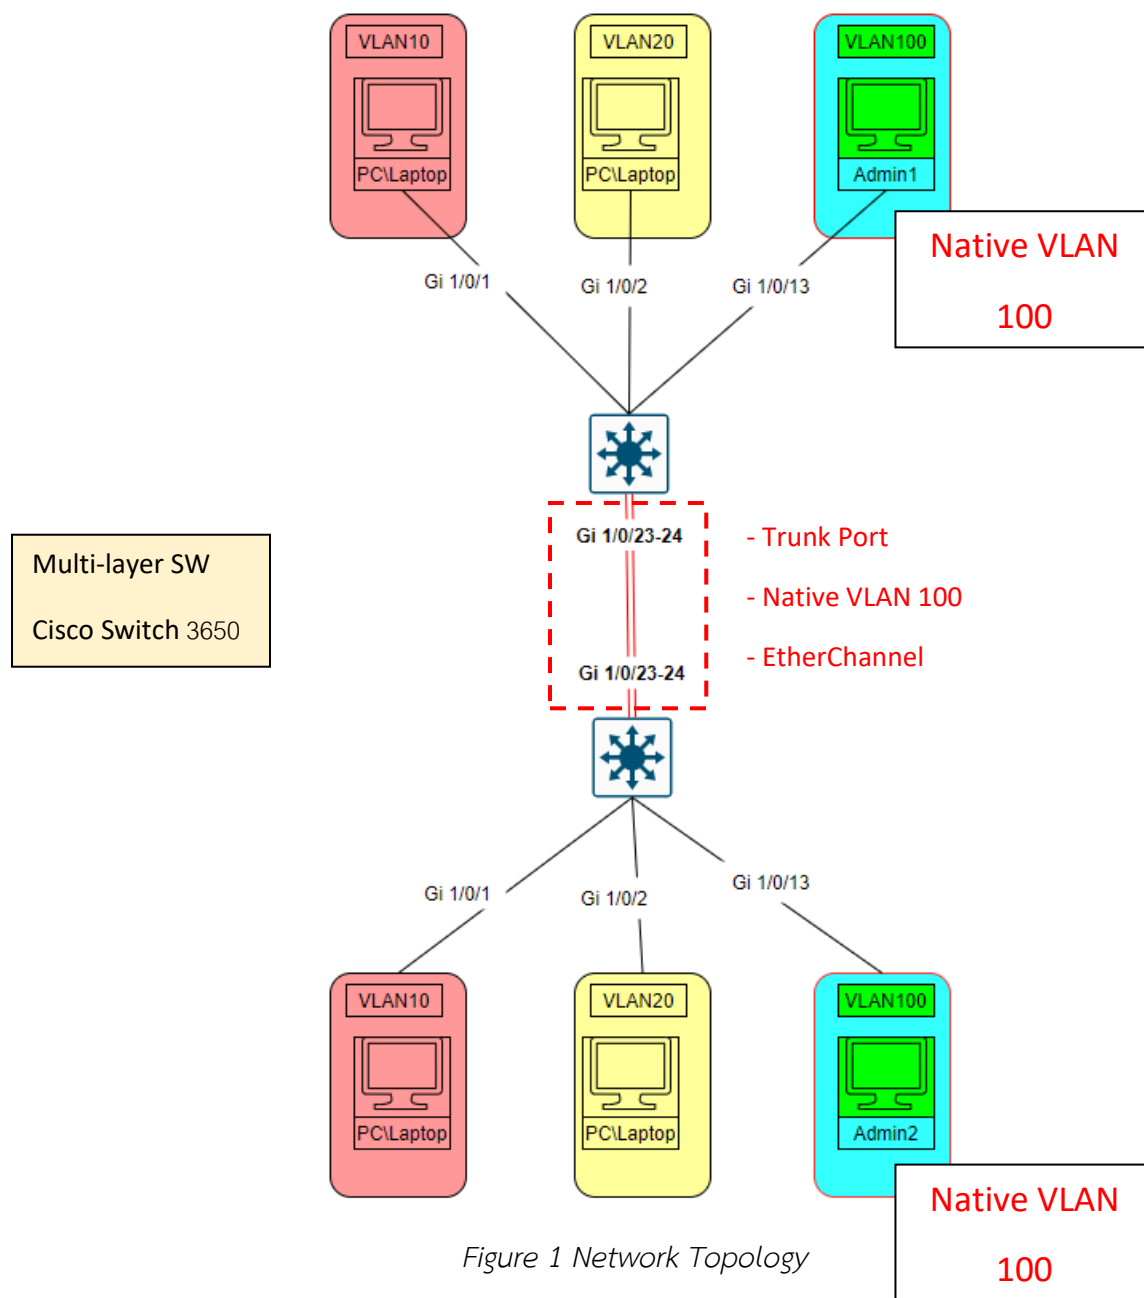 VLAN10
VLAN20
VLAN100
PC\Laptop
PC\Laptop
Admin1
Native VLAN
100
Gi 1/0/1
Gi 1/0/2
Gi 1/0/13
Multi-layer SW
Cisco Switch 3650
Gi 1/0/23-24
- Trunk Port
- Native VLAN 100
- EtherChannel
Gi 1/0/23-24
Gi 1/0/1
Gi 1/0/2
Gi 1/0/13
VLAN10
VLAN20
VLAN100
PC\Laptop
PC\Laptop
Admin2
Native VLAN
100
Figure 1 Network Topology